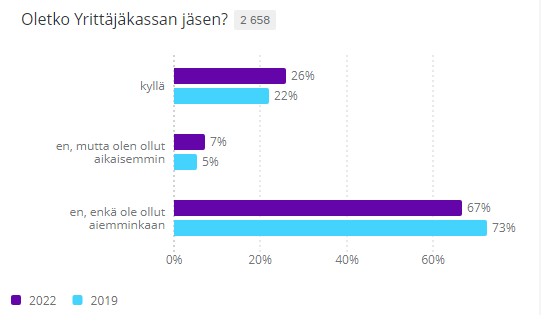 Oletko Yrittäjäkassan jäsen? 2 658
kyllä
26%
22%
en, mutta olen ollut
aikaisemmin
7%
5%
en, enkä ole ollut
aiemminkaan
67%
73%
0% 20% 40% 60%
2022 2019